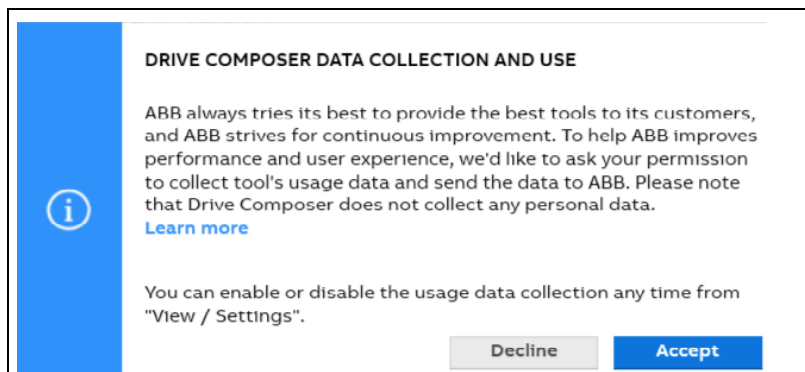 DRIVE COMPOSER DATA COLLECTION AND USE
ABB always tries its best to provide the best tools to its customers,
and ABB strives for continuous improvement. To help ABB improves
performance and user experience, we'd like to ask your permission
to collect tool's usage data and send the data to ABB. Please note
that Drive Composer does not collect any personal data.
Learn more
You can enable or disable the usage data collection any time from
"View / Settings".
Decline Accept